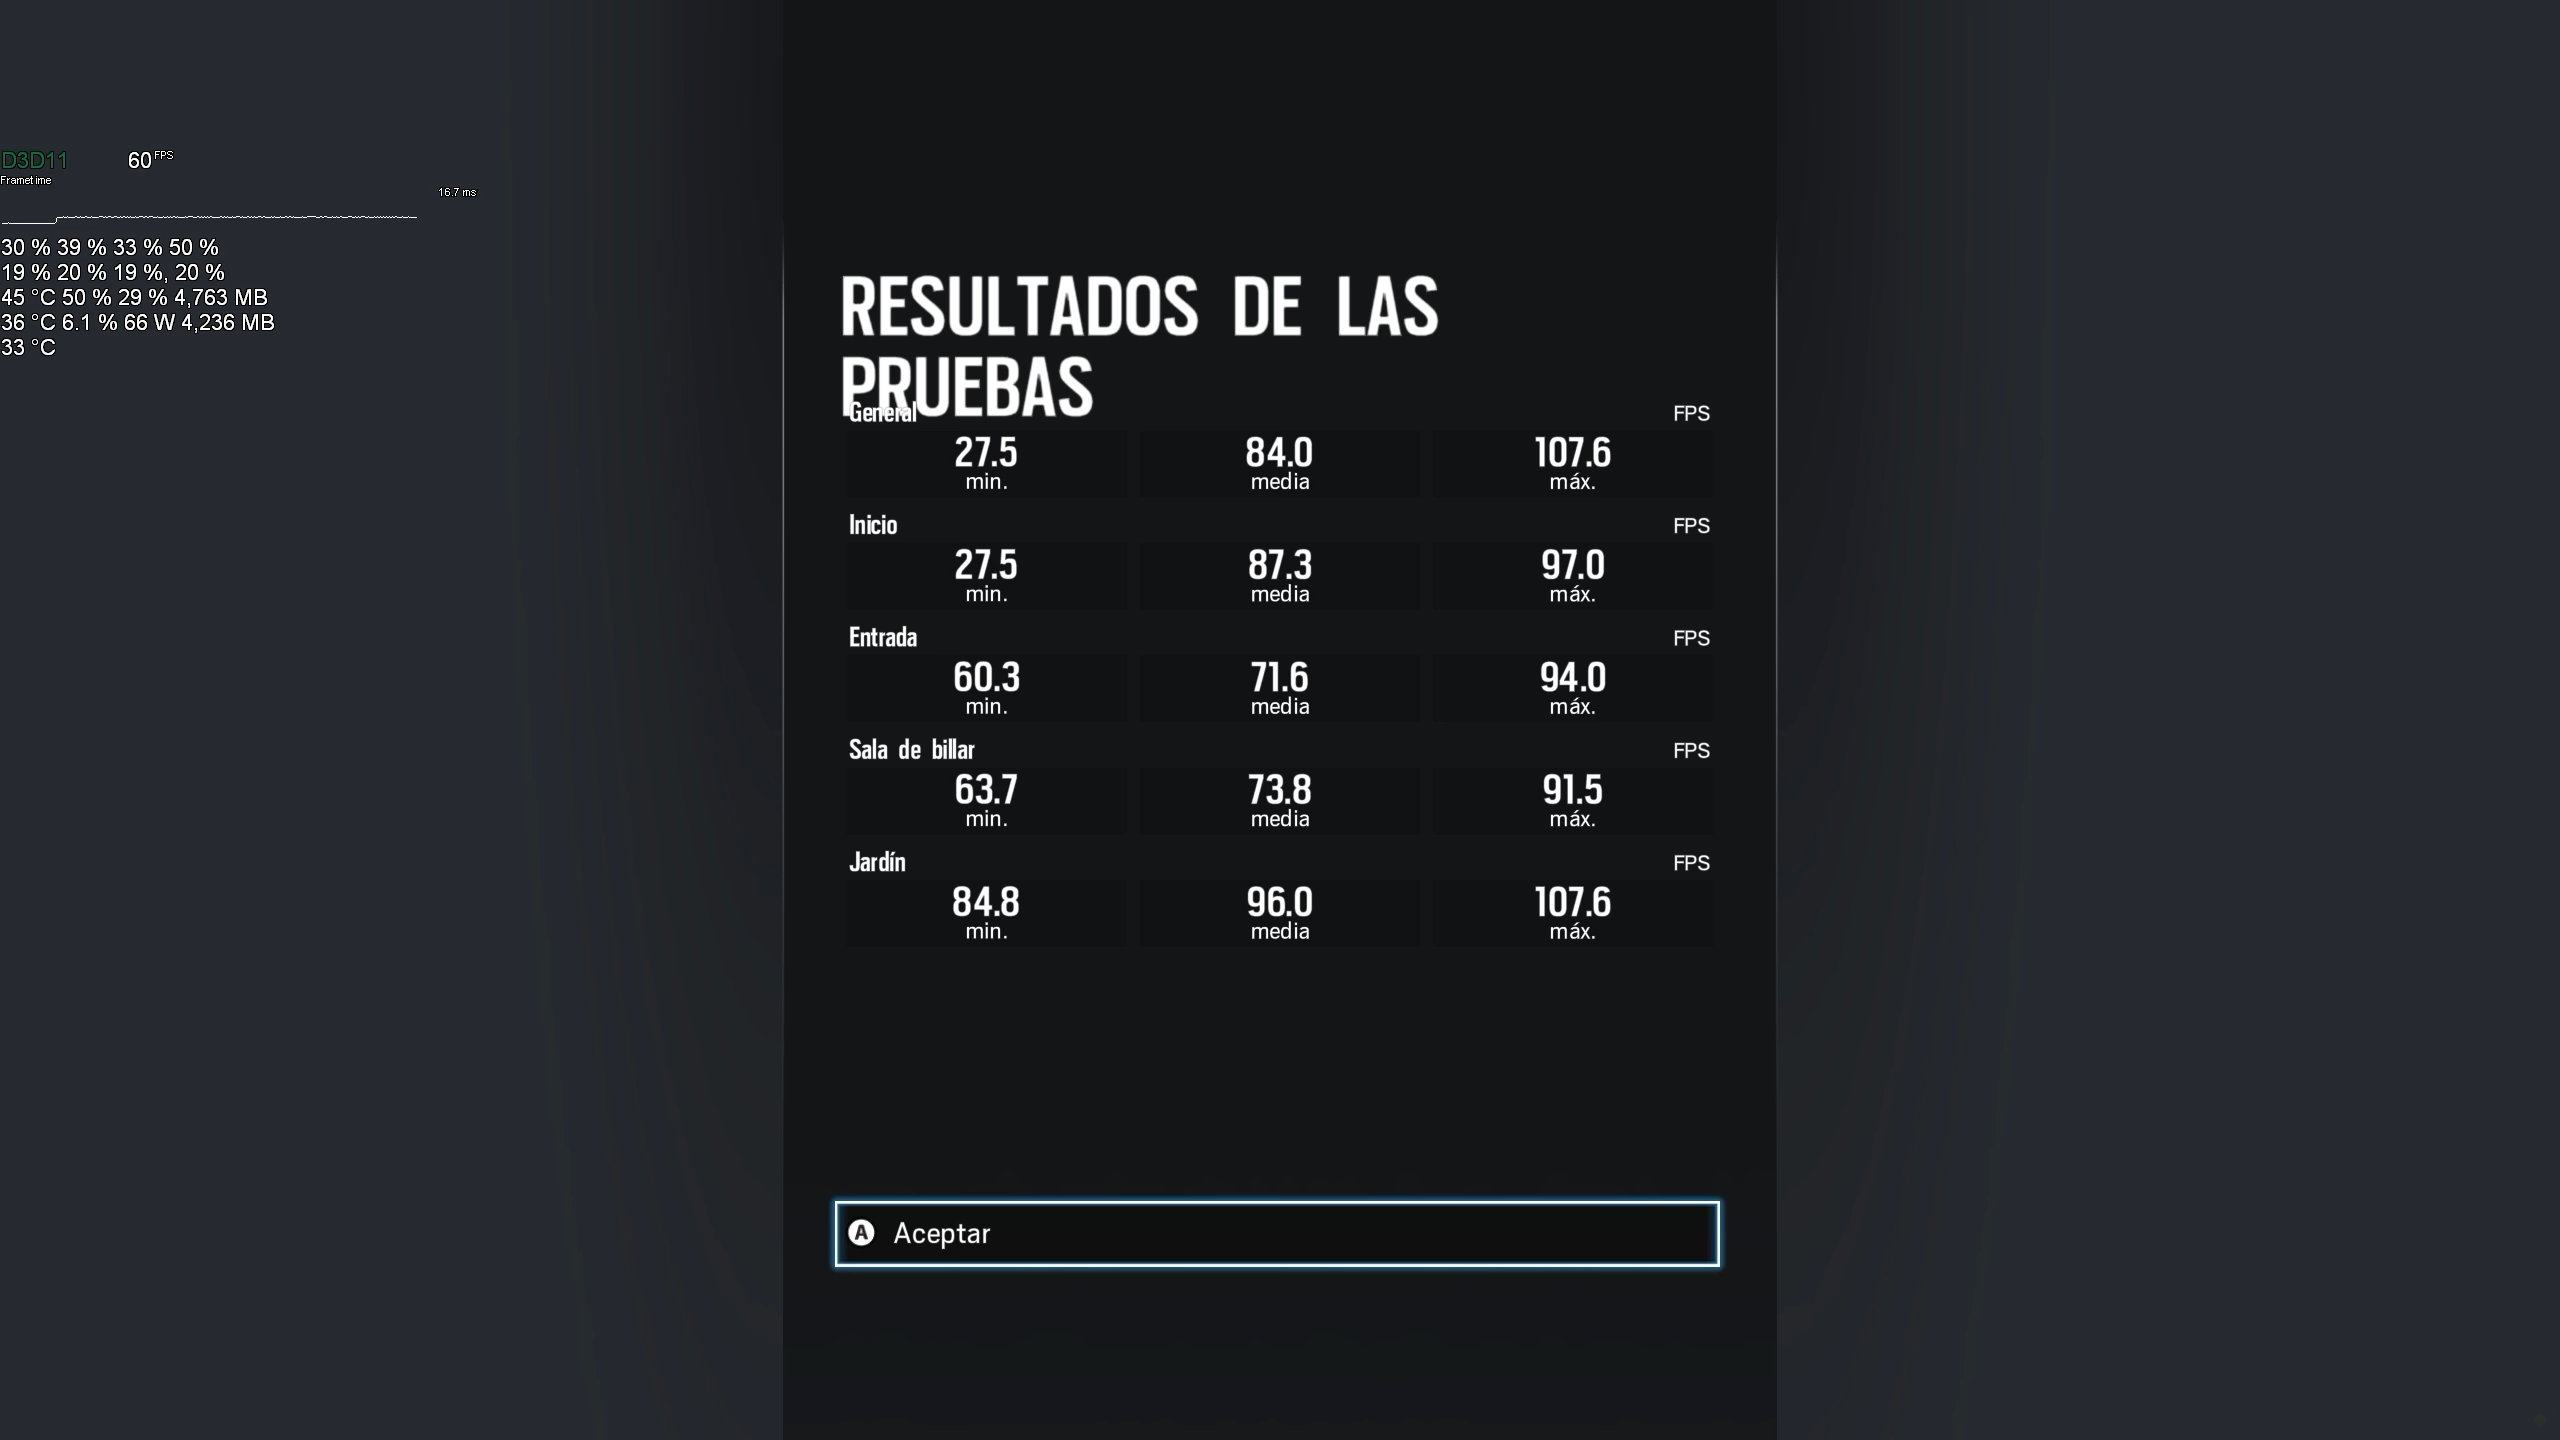 D3D11 60 FPS
Frametime
16.7 ms
30 % 39 % 33 % 50 %
19 % 20 % 19 %, 20 %
45 °C 50 % 29 % 4,763 MB
36 °C 6.1 % 66 W 4,236 MB
33 °C
RESULTADOS DE LAS
PRUEBAS
General FPS
27.5 84.0 107.6
min. media máx.
Inicio FPS
27.5 87.3 97.0
min. media máx.
Entrada FPS
60.3 71.6 94.0
min. media máx.
Sala de billar FPS
63.7 73.8 91.5
min. media máx.
Jardín FPS
84.8 96.0 107.6
min. media máx.
A Aceptar